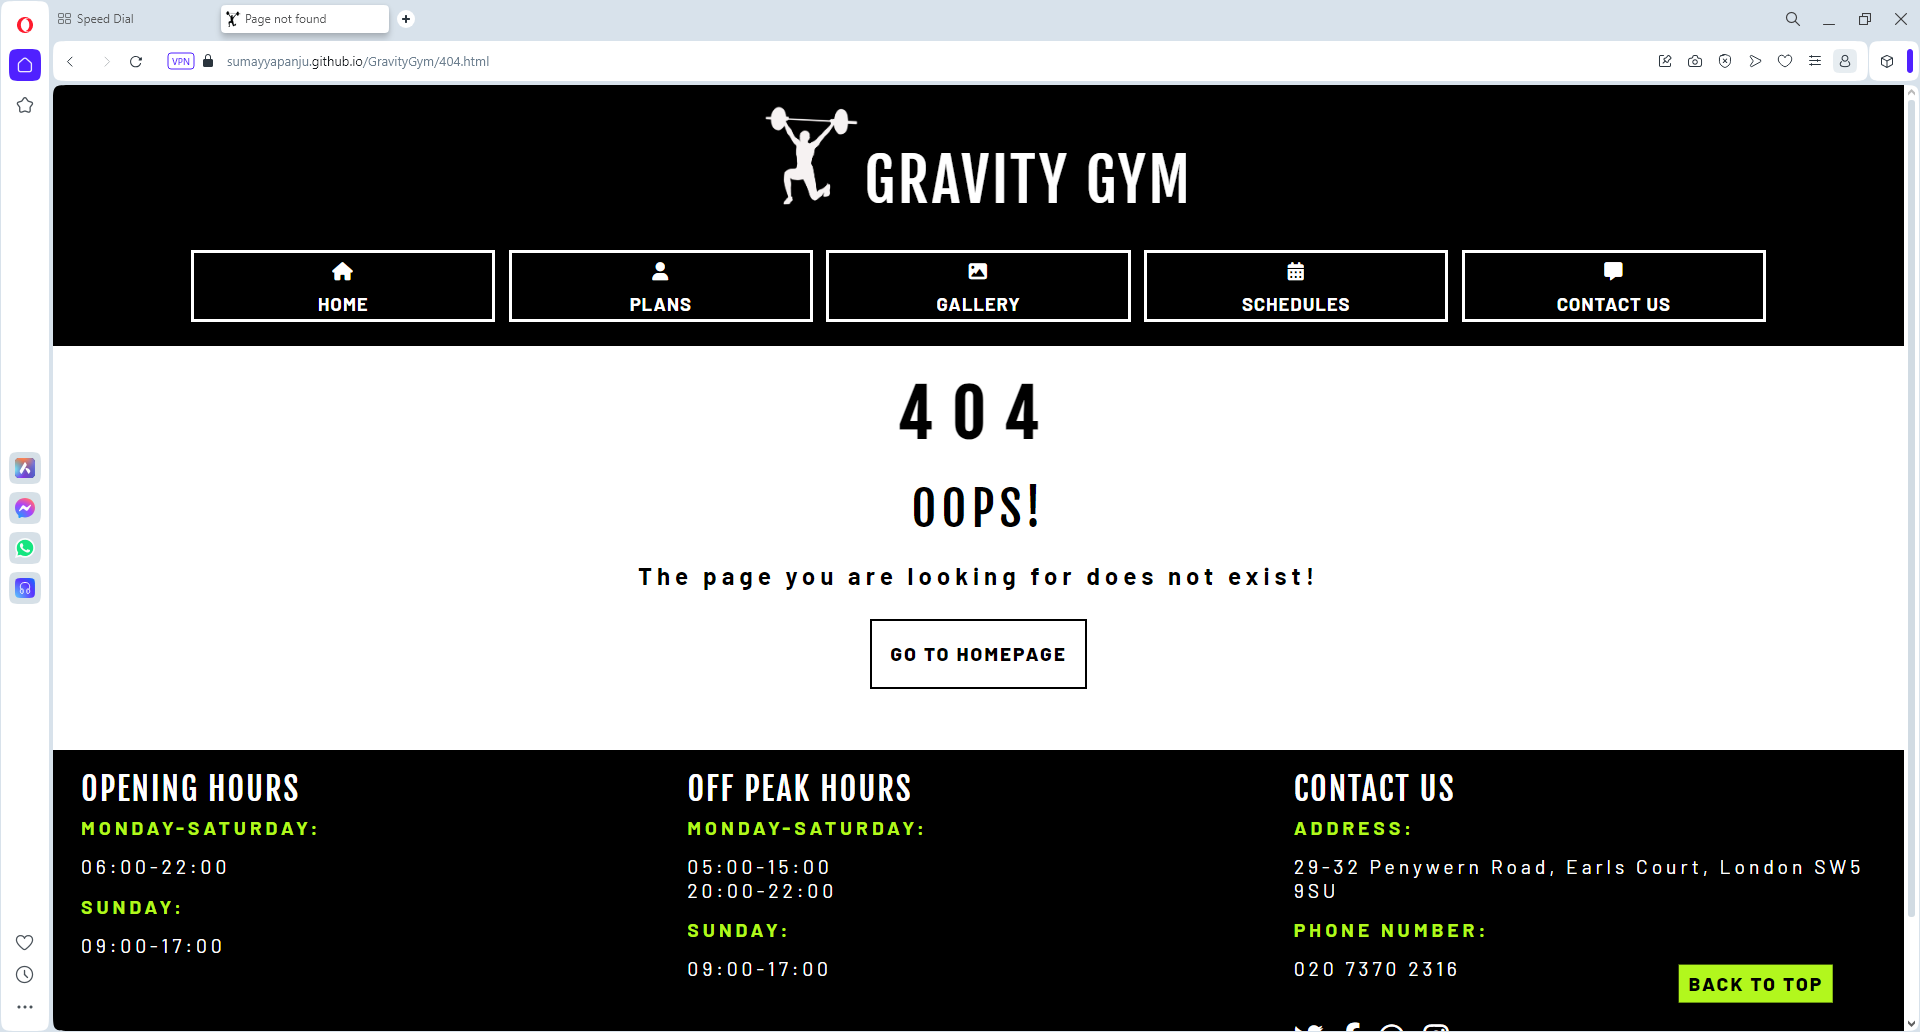 Speed Dial
Page not found
VPN
sumayyapanju.github.io/GravityGym/404.html
GRAVITY GYM
HOME
PLANS
GALLERY
SCHEDULES
CONTACT US
404
OOPS!
The page you are looking for does not exist!
GO TO HOMEPAGE
OPENING HOURS
MONDAY-SATURDAY:
06:00-22:00
SUNDAY:
09:00-17:00
OFF PEAK HOURS
MONDAY-SATURDAY:
05:00-15:00
20:00-22:00
SUNDAY:
09:00-17:00
CONTACT US
ADDRESS:
29-32 Penywern Road, Earls Court, London SW5
9SU
PHONE NUMBER:
020 7370 2316
BACK TO TOP